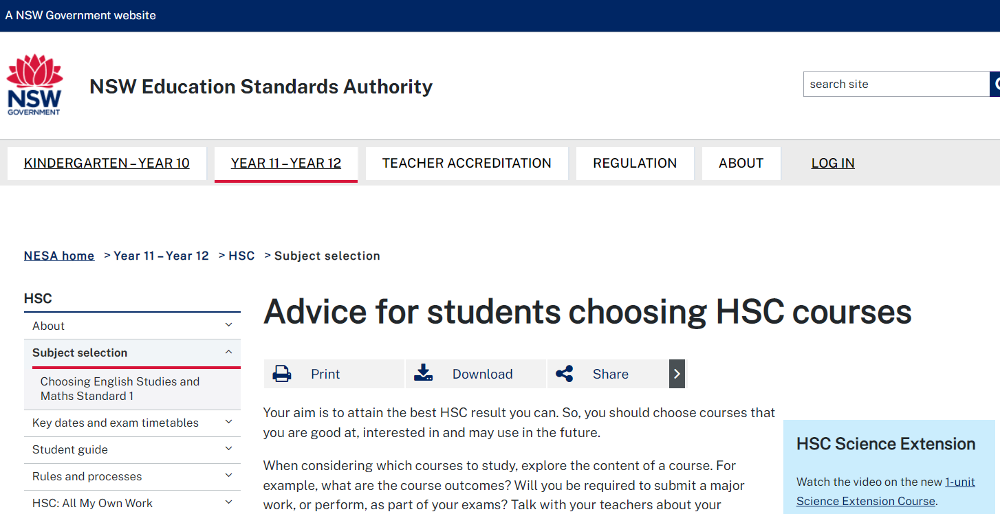 A NSW Government website
NSW
GOVERNMENT
NSW Education Standards Authority
search site
KINDERGARTEN – YEAR 10
YEAR 11 – YEAR 12
TEACHER ACCREDITATION
REGULATION
ABOUT
LOG IN
NESA home > Year 11 – Year 12 > HSC > Subject selection
HSC
About
Subject selection
Choosing English Studies and
Maths Standard 1
Key dates and exam timetables
Student guide
Rules and processes
HSC: All My Own Work
Advice for students choosing HSC courses
Print
Download
Share
Your aim is to attain the best HSC result you can. So, you should choose courses that
you are good at, interested in and may use in the future.
When considering which courses to study, explore the content of a course. For
example, what are the course outcomes? Will you be required to submit a major
work, or perform, as part of your exams? Talk with your teachers about your
HSC Science Extension
Watch the video on the new 1-unit
Science Extension Course.